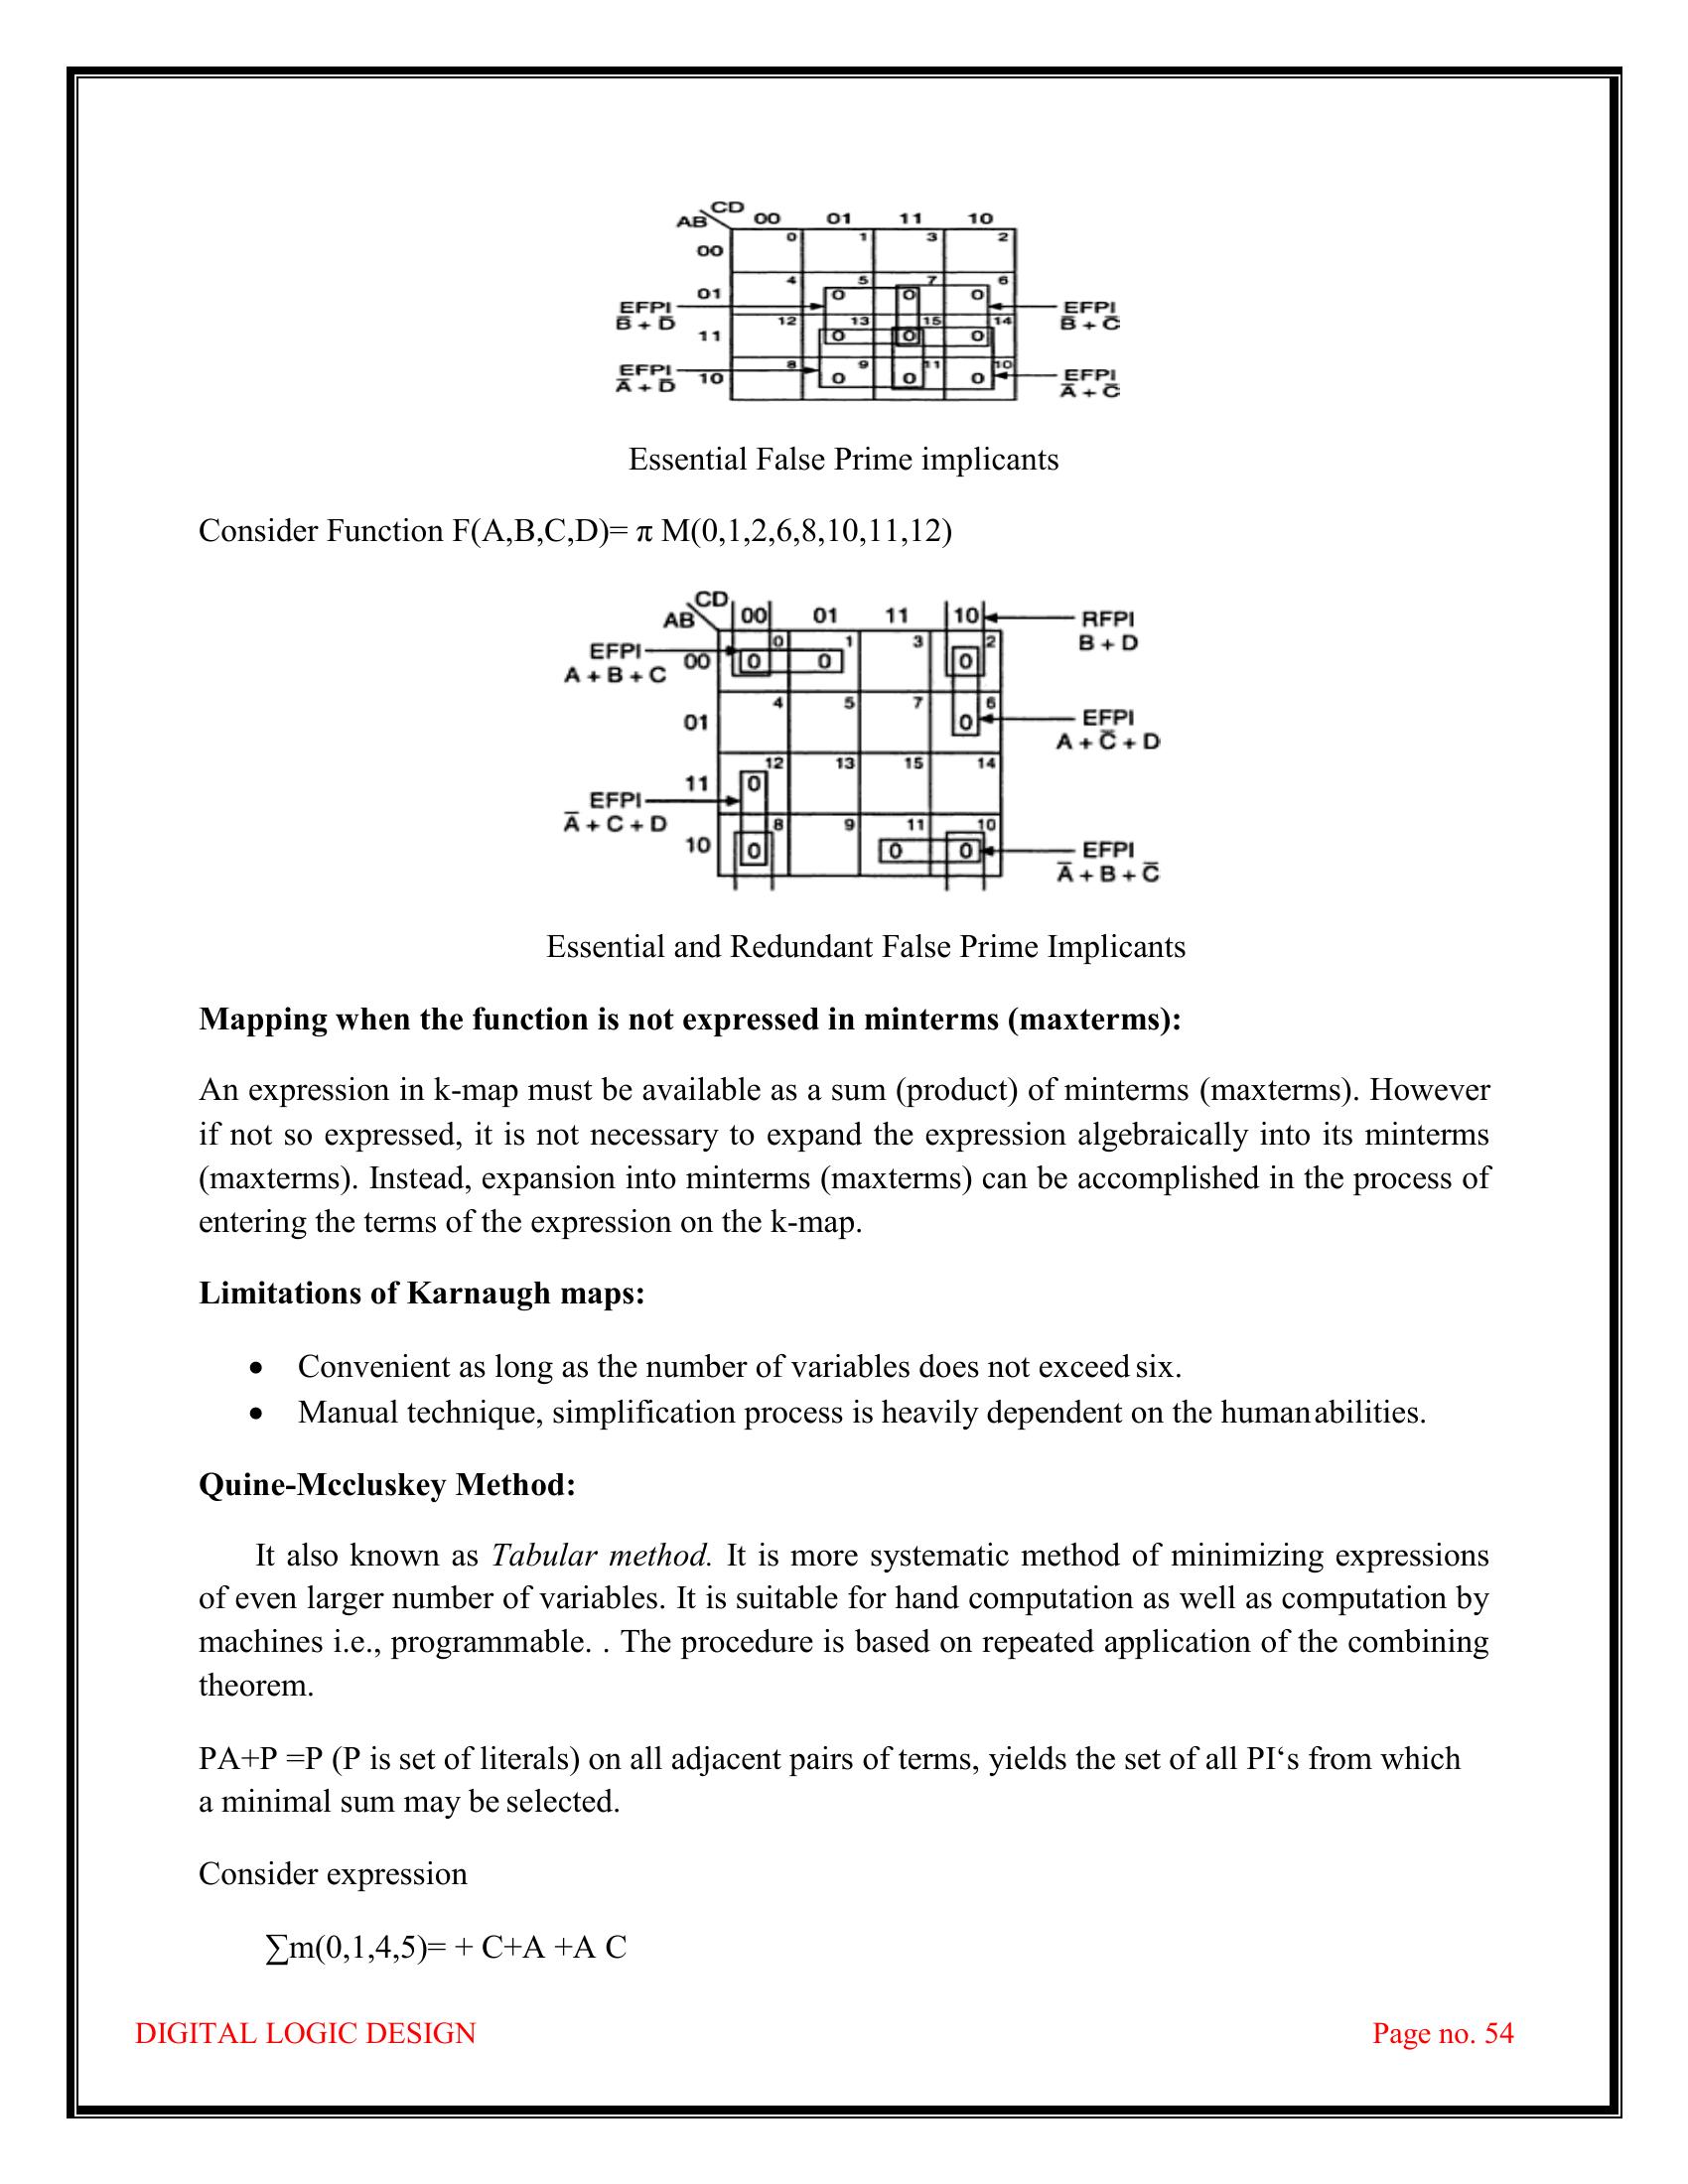 CD
AB 00 01 11 10
0 1 3 2
00
4 5 7 6
01 0 0 0
EFPI B̅ + D̅
EFPI B̅ + C̅
12 13 15 14
11 0 0 0
EFPI A̅ + D̅
EFPI A̅ + C̅
8 9 11 10
10 0 0 0
Essential False Prime implicants
Consider Function F(A,B,C,D)= π M(0,1,2,6,8,10,11,12)
CD
AB 00 01 11 10
RFPI
B + D
0 1 3 2
EFPI 00 0 0 0
A + B + C
4 5 7 6
01 0
EFPI
A + C̅ + D
12 13 15 14
11 0
EFPI
A̅ + C + D
8 9 11 10
10 0 0 0
EFPI
A̅ + B + C̅
Essential and Redundant False Prime Implicants
Mapping when the function is not expressed in minterms (maxterms):
An expression in k-map must be available as a sum (product) of minterms (maxterms). However
if not so expressed, it is not necessary to expand the expression algebraically into its minterms
(maxterms). Instead, expansion into minterms (maxterms) can be accomplished in the process of
entering the terms of the expression on the k-map.
Limitations of Karnaugh maps:
• Convenient as long as the number of variables does not exceed six.
• Manual technique, simplification process is heavily dependent on the human abilities.
Quine-Mccluskey Method:
It also known as Tabular method. It is more systematic method of minimizing expressions
of even larger number of variables. It is suitable for hand computation as well as computation by
machines i.e., programmable. . The procedure is based on repeated application of the combining
theorem.
PA+P =P (P is set of literals) on all adjacent pairs of terms, yields the set of all PI‘s from which
a minimal sum may be selected.
Consider expression
∑m(0,1,4,5)= + C+A +A C
DIGITAL LOGIC DESIGN Page no. 54